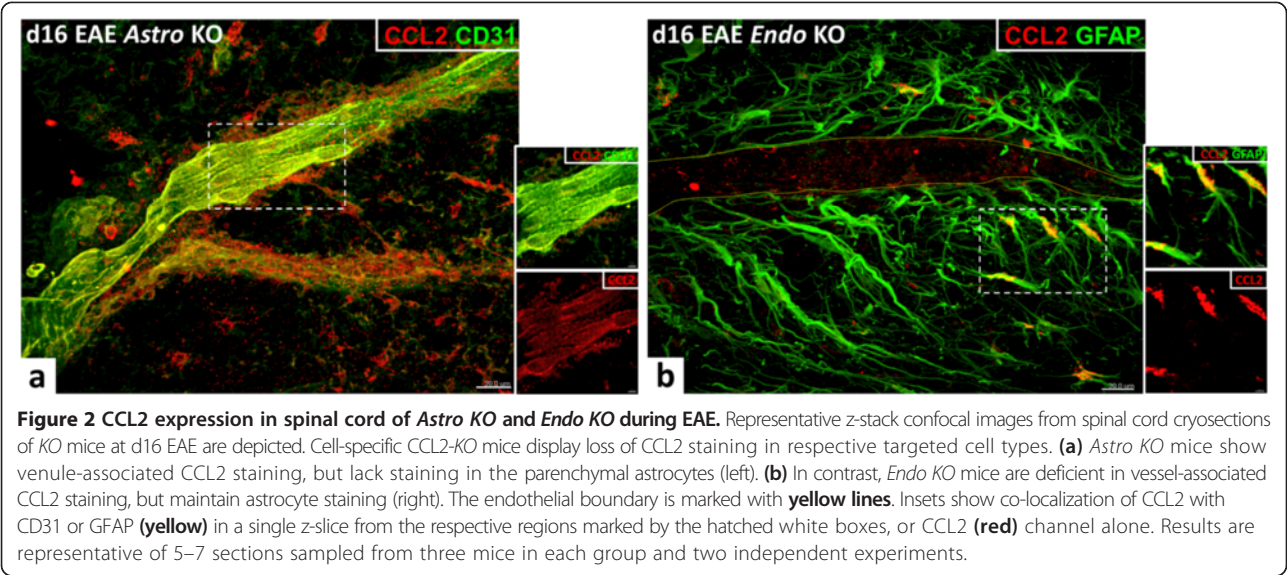 d16 EAE Astro KO
CCL2 CD31
CCL2 CD31
CCL2
20.0 um
a
d16 EAE Endo KO
CCL2 GFAP
CCL2 GFAP
CCL2
20.0 um
b
Figure 2 CCL2 expression in spinal cord of Astro KO and Endo KO during EAE. Representative z-stack confocal images from spinal cord cryosections
of KO mice at d16 EAE are depicted. Cell-specific CCL2-KO mice display loss of CCL2 staining in respective targeted cell types. (a) Astro KO mice show
venule-associated CCL2 staining, but lack staining in the parenchymal astrocytes (left). (b) In contrast, Endo KO mice are deficient in vessel-associated
CCL2 staining, but maintain astrocyte staining (right). The endothelial boundary is marked with yellow lines. Insets show co-localization of CCL2 with
CD31 or GFAP (yellow) in a single z-slice from the respective regions marked by the hatched white boxes, or CCL2 (red) channel alone. Results are
representative of 5–7 sections sampled from three mice in each group and two independent experiments.